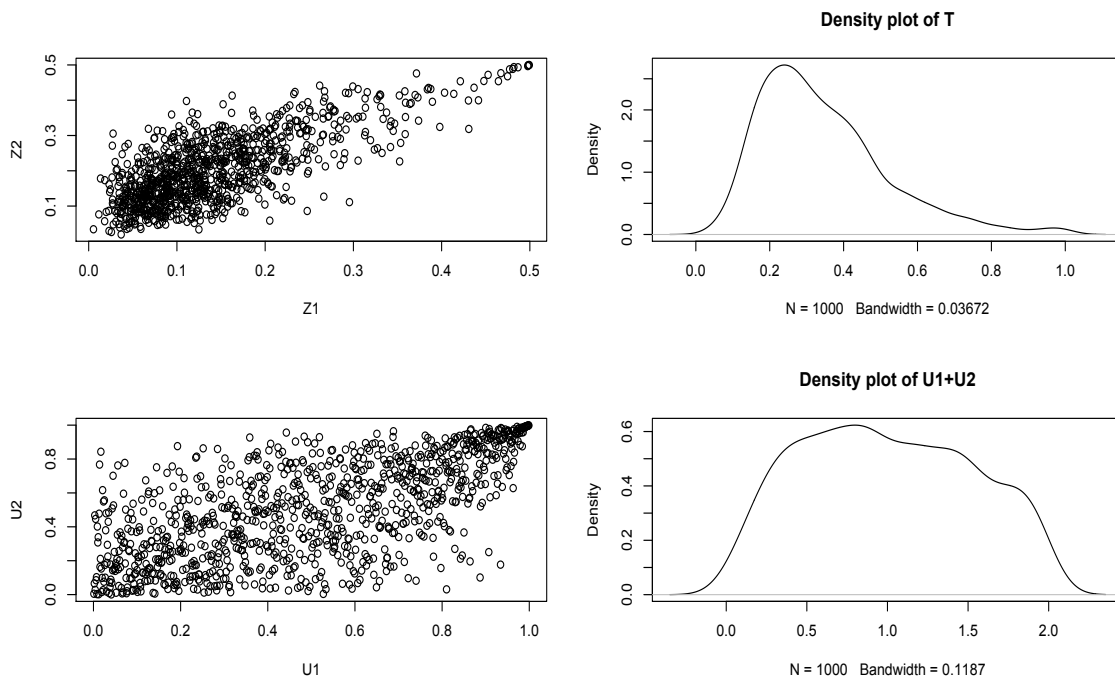 Density plot of T
Z2
0.1 0.3 0.5
0.0 0.1 0.2 0.3 0.4 0.5
Z1
Density
0.0 1.0 2.0
0.0 0.2 0.4 0.6 0.8 1.0
N = 1000 Bandwidth = 0.03672
Density plot of U1+U2
U2
0.0 0.4 0.8
0.0 0.2 0.4 0.6 0.8 1.0
U1
Density
0.0 0.2 0.4 0.6
0.0 0.5 1.0 1.5 2.0
N = 1000 Bandwidth = 0.1187